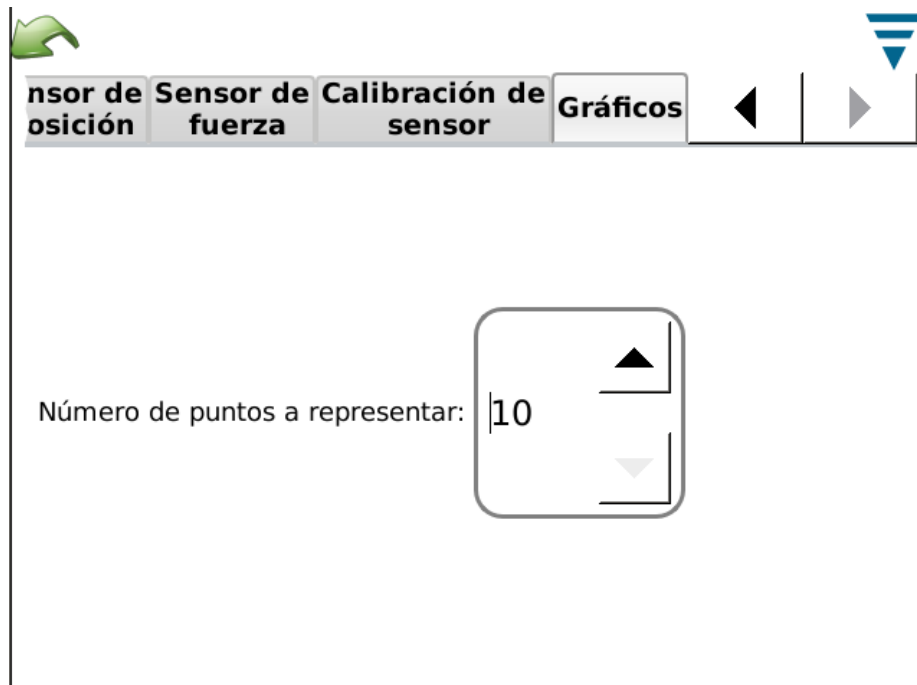 nsor de
osición
Sensor de
fuerza
Calibración de
sensor
Gráficos
Número de puntos a representar:
10